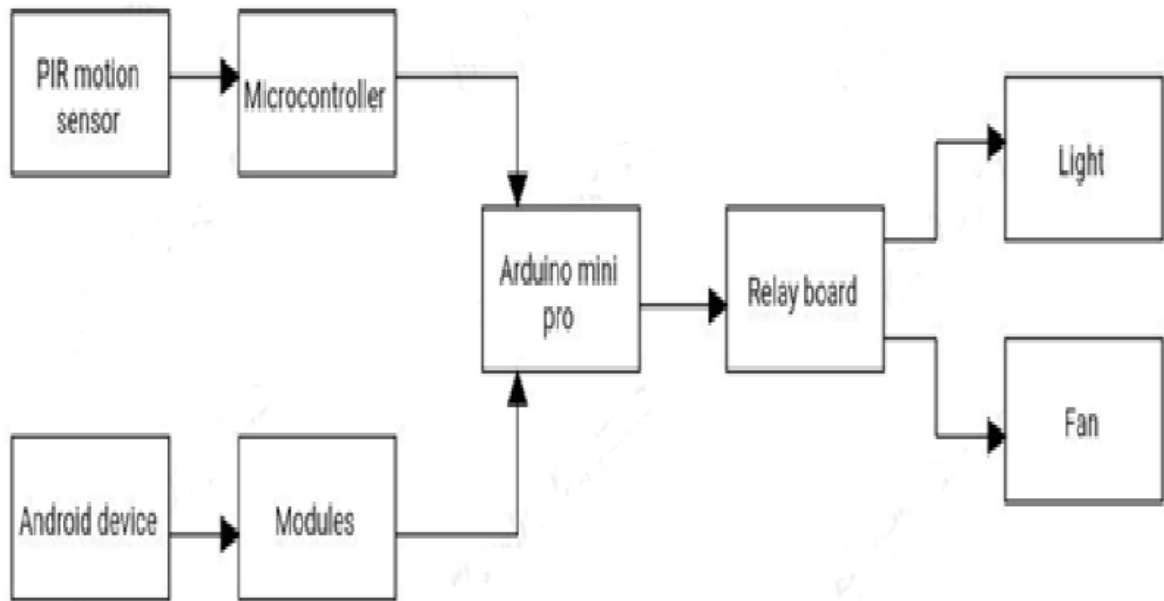 PIR motion
sensor
Microcontroller
Light
Arduino mini
pro
Relay board
Fan
Android device
Modules